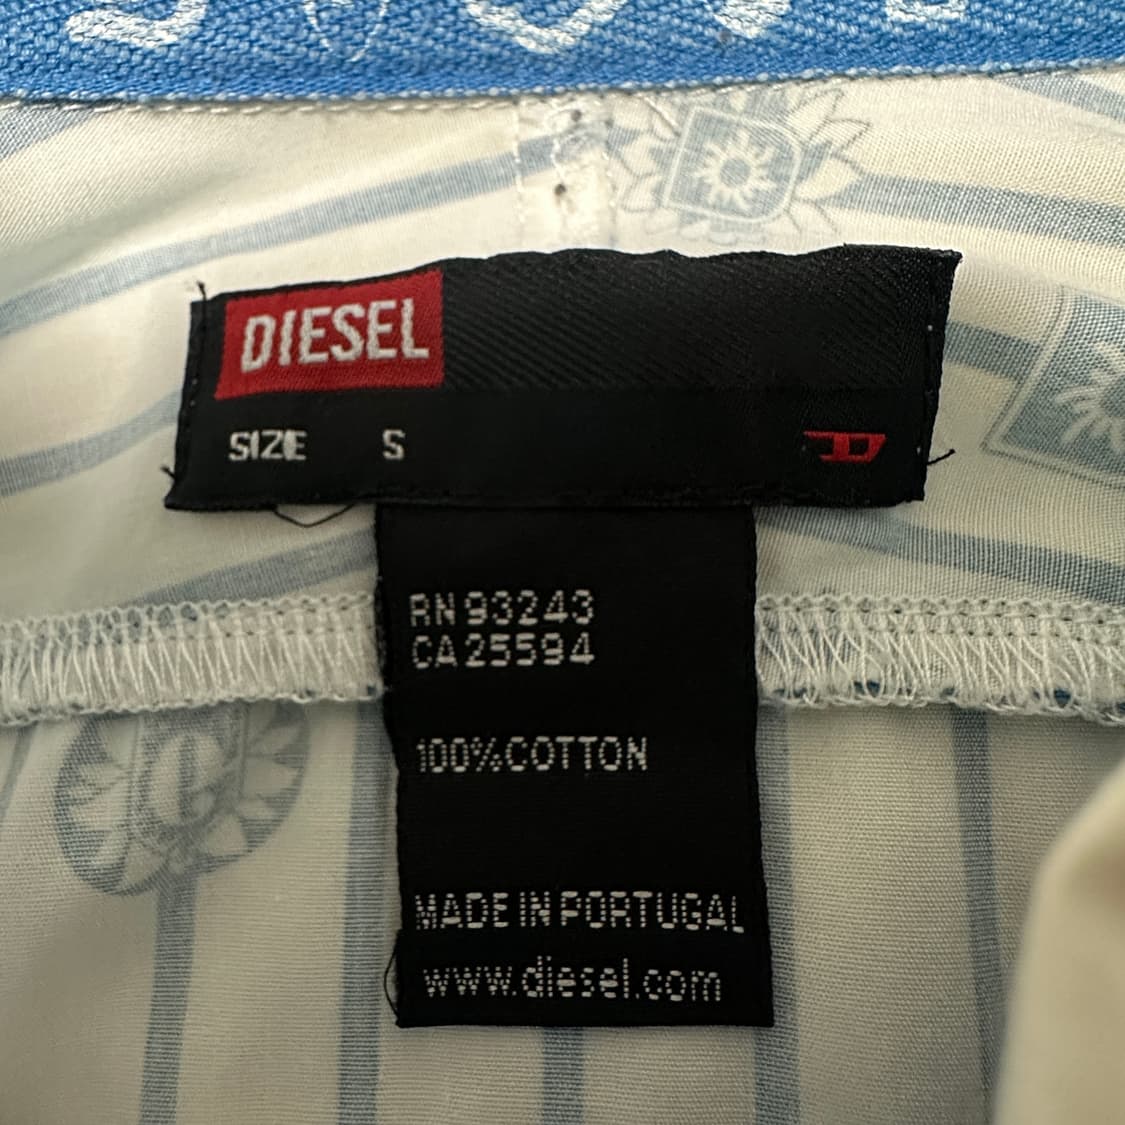 DIESEL
SIZE S
RN 93243
CA 25594
100% COTTON
MADE IN PORTUGAL
www.diesel.com